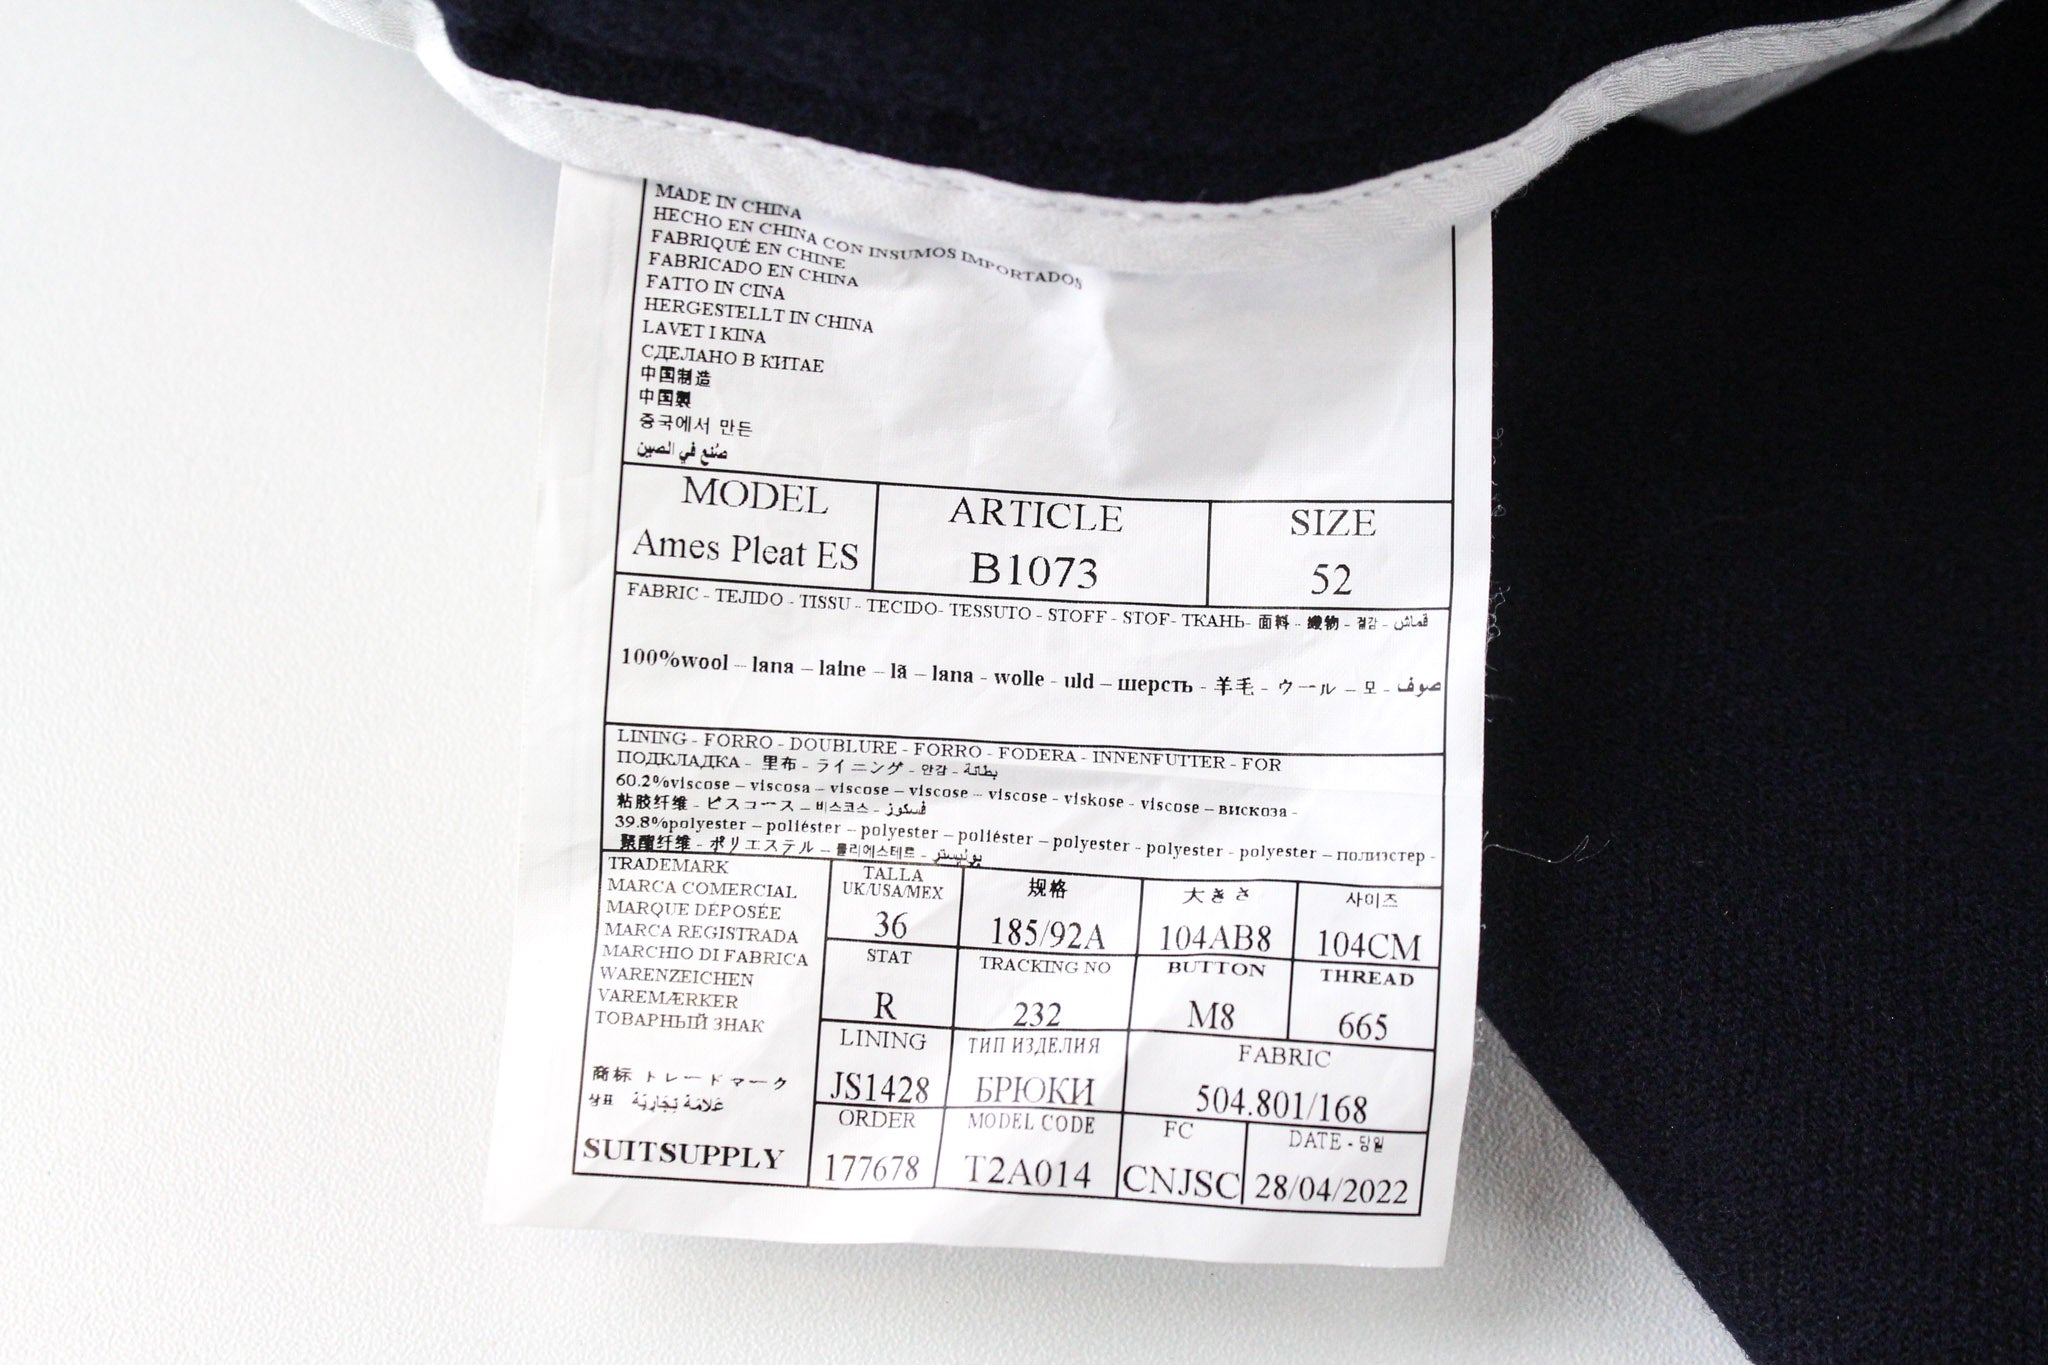 MADE IN CHINA
HECHO EN CHINA CON INSUMOS IMPORTADOS
FABRIQUÉ EN CHINE
FABRICADO EN CHINA
FATTO IN CINA
HERGESTELLT IN CHINA
LAVET I KINA
СДЕЛАНО В КИТАЕ
中国制造
中国製
중국에서 만든
صُنع في الصين
MODEL ARTICLE SIZE
Ames Pleat ES B1073 52
FABRIC - TEJIDO - TISSU - TECIDO- TESSUTO - STOFF - STOF- ТКАНЬ- 面料 - 織物 - 겉감 - قماش
100%wool – lana – laine – lã – lana - wolle - uld – шерсть - 羊毛 - ウール – 모 - صوف
LINING - FORRO - DOUBLURE - FORRO - FODERA - INNENFUTTER - FOR
ПОДКЛАДКА - 里布 - ライニング - 안감 - بطانة
60.2%viscose – viscosa – viscose – viscose – viscose - viskose - viscose – вискоза -
粘胶纤维 - ビスコース – 비스코스 - فسكوز
39.8%polyester – poliéster – polyester – poliéster – polyester - polyester - polyester – полиэстер -
聚酯纤维 - ポリエステル – 폴리에스테르 - بوليستر
TRADEMARK
MARCA COMERCIAL
MARQUE DÉPOSÉE
MARCA REGISTRADA
MARCHIO DI FABRICA
WARENZEICHEN
VAREMÆRKER
ТОВАРНЫЙ ЗНАК
商标 トレードマーク
상표 عَلامَة تِجَارِيَّة
SUITSUPPLY
TALLA
UK/USA/MEX 规格 大きさ 사이즈
36 185/92A 104AB8 104CM
STAT TRACKING NO BUTTON THREAD
R 232 M8 665
LINING ТИП ИЗДЕЛИЯ FABRIC
JS1428 БРЮКИ 504.801/168
ORDER MODEL CODE FC DATE - 당일
177678 T2A014 CNJSC 28/04/2022